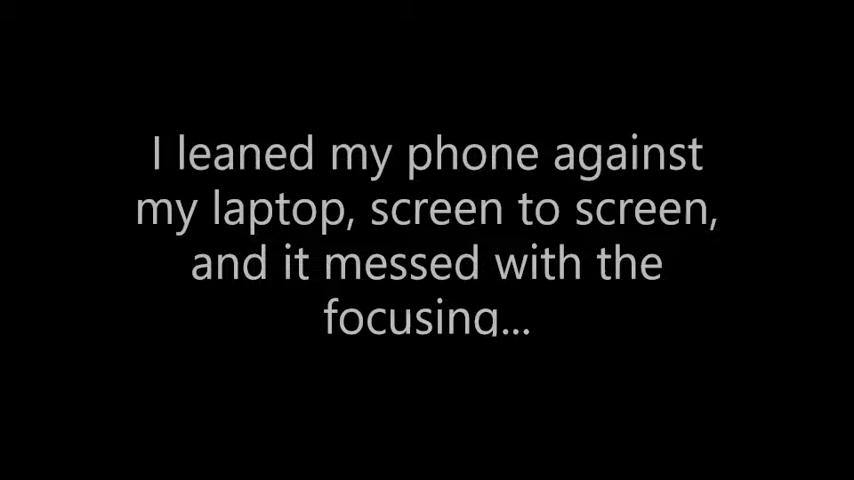 I leaned my phone against
my laptop, screen to screen,
and it messed with the
focusing...